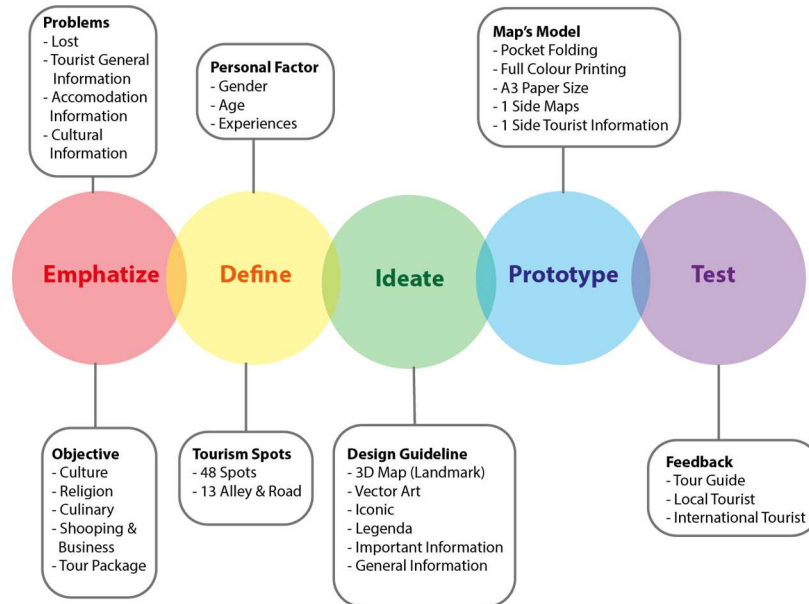 Problems
- Lost
- Tourist General
Information
- Accomodation
Information
- Cultural
Information
Personal Factor
- Gender
- Age
- Experiences
Map's Model
- Pocket Folding
- Full Colour Printing
- A3 Paper Size
- 1 Side Maps
- 1 Side Tourist Information
Emphatize
Define
Ideate
Prototype
Test
Objective
- Culture
- Religion
- Culinary
- Shooping &
Business
- Tour Package
Tourism Spots
- 48 Spots
- 13 Alley & Road
Design Guideline
- 3D Map (Landmark)
- Vector Art
- Iconic
- Legenda
- Important Information
- General Information
Feedback
- Tour Guide
- Local Tourist
- International Tourist